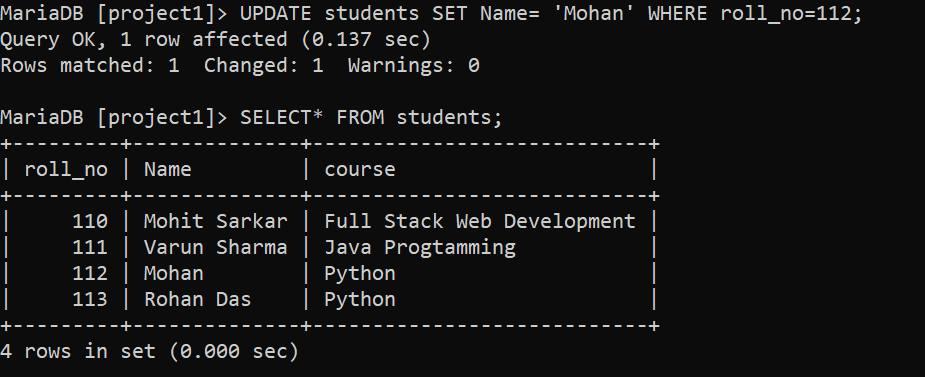 MariaDB [project1]> UPDATE students SET Name= 'Mohan' WHERE roll_no=112;
Query OK, 1 row affected (0.137 sec)
Rows matched: 1  Changed: 1  Warnings: 0
MariaDB [project1]> SELECT* FROM students;
+---------+--------------+----------------------------+
| roll_no | Name         | course                     |
+---------+--------------+----------------------------+
|     110 | Mohit Sarkar | Full Stack Web Development |
|     111 | Varun Sharma | Java Progtamming           |
|     112 | Mohan        | Python                     |
|     113 | Rohan Das    | Python                     |
+---------+--------------+----------------------------+
4 rows in set (0.000 sec)